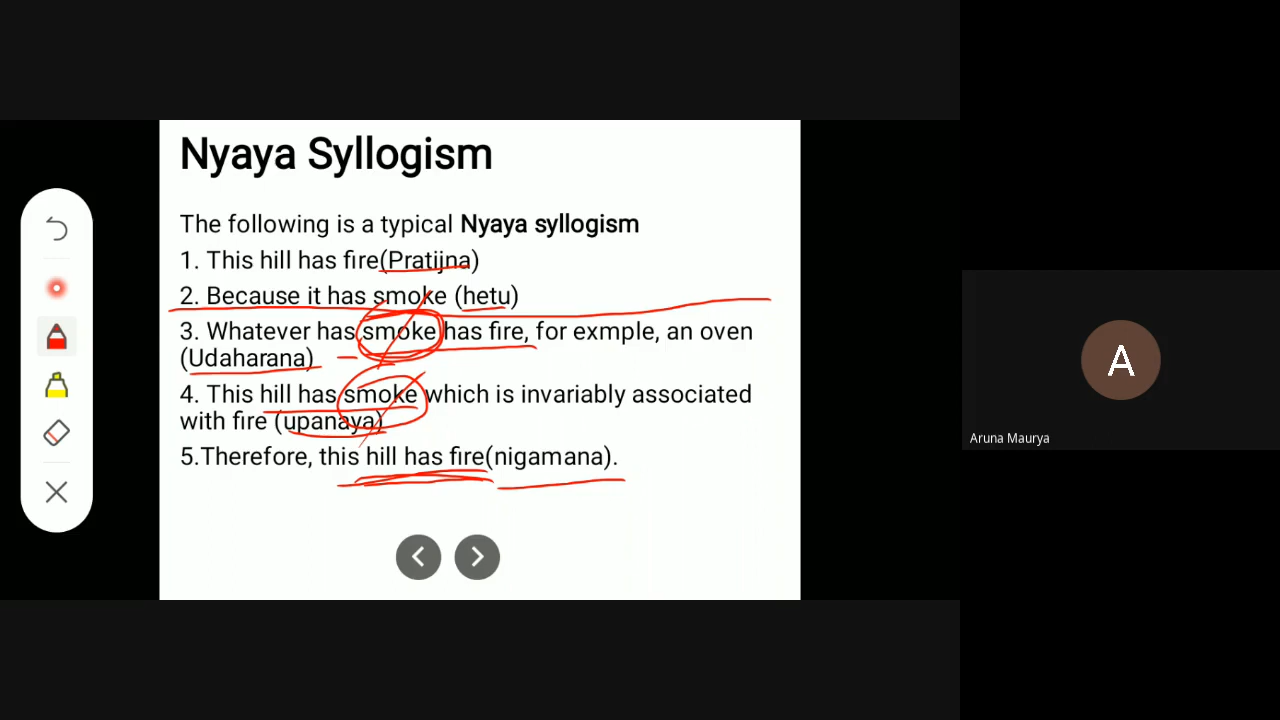 Nyaya Syllogism
The following is a typical Nyaya syllogism
1. This hill has fire(Pratijna)
2. Because it has smoke (hetu)
3. Whatever has smoke has fire, for exmple, an oven
(Udaharana)
4. This hill has smoke which is invariably associated
with fire (upanaya)
5.Therefore, this hill has fire(nigamana).
A
Aruna Maurya